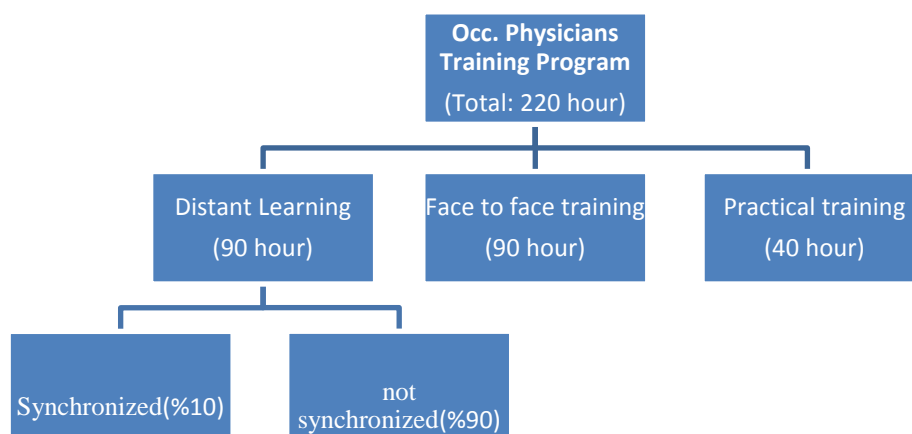 Occ. Physicians
Training Program
(Total: 220 hour)
Distant Learning
(90 hour)
Face to face training
(90 hour)
Practical training
(40 hour)
Synchronized(%10)
not
synchronized(%90)